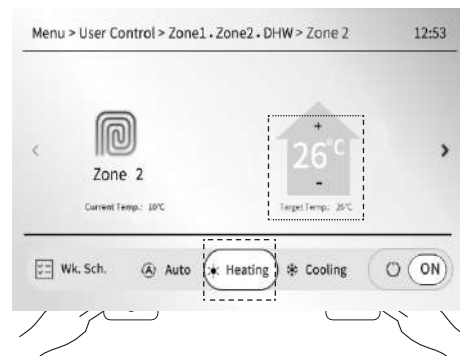 Menu > User Control > Zone1 . Zone2 . DHW > Zone 2 12:53
+
26°C
-
Zone 2
Current Temp.: 10°C Target Temp.: 26°C
Wk. Sch. A Auto Heating Cooling ON